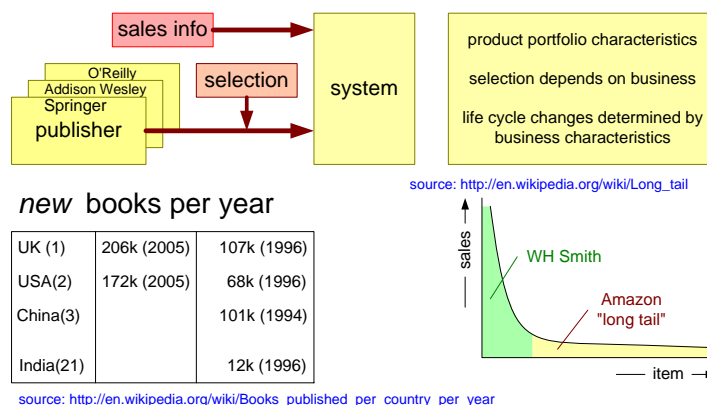 sales info
O'Reilly
Addison Wesley
Springer
publisher
selection
system
product portfolio characteristics
selection depends on business
life cycle changes determined by
business characteristics
source: http://en.wikipedia.org/wiki/Long_tail
new books per year
UK (1) 206k (2005) 107k (1996)
USA(2) 172k (2005) 68k (1996)
China(3) 101k (1994)
India(21) 12k (1996)
sales
WH Smith
Amazon
"long tail"
item
source: http://en.wikipedia.org/wiki/Books_published_per_country_per_year